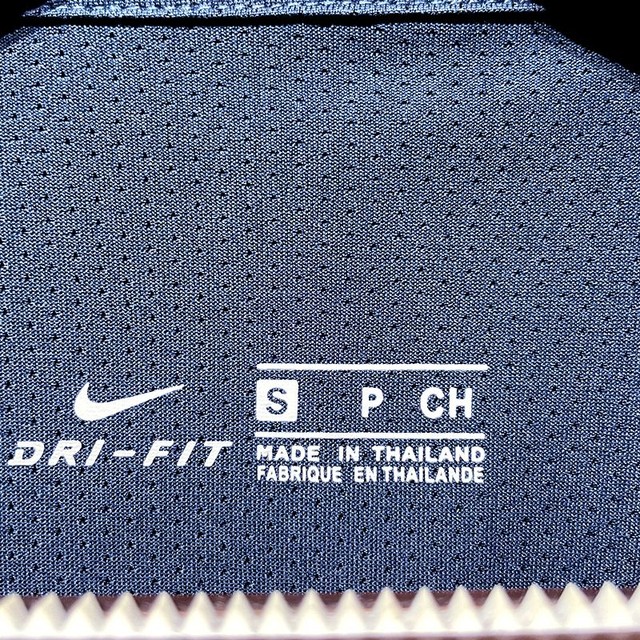 S P CH
DRI-FIT
MADE IN THAILAND
FABRIQUE EN THAILANDE